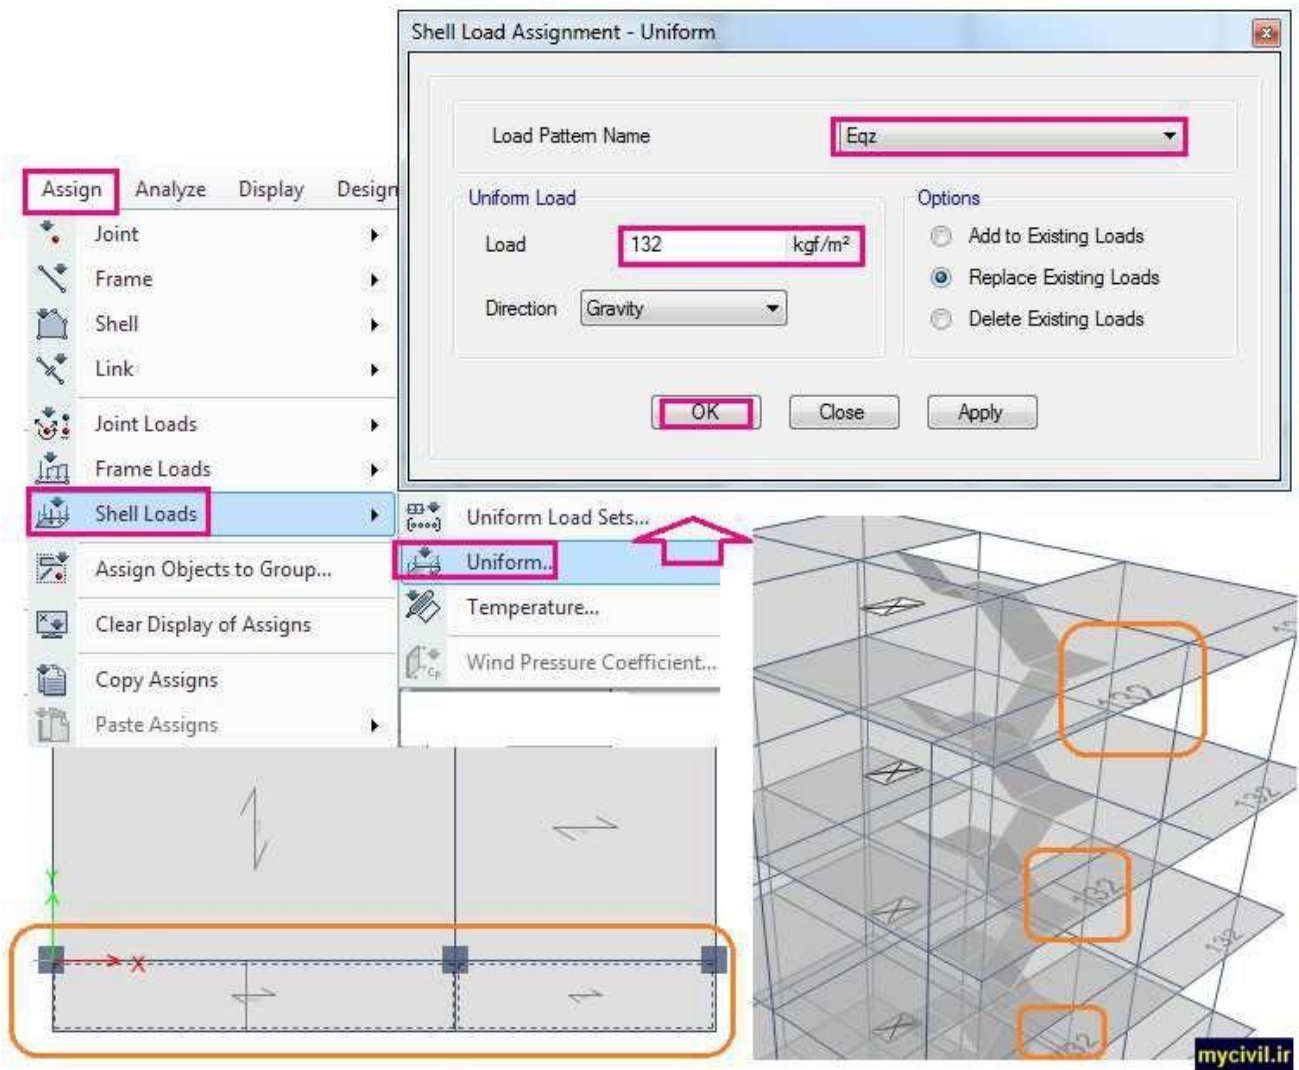 Shell Load Assignment - Uniform
Load Pattern Name
Eqz
Uniform Load
Load
132
kgf/m²
Direction
Gravity
Options
Add to Existing Loads
Replace Existing Loads
Delete Existing Loads
OK
Close
Apply
Assign
Analyze
Display
Design
Joint
Frame
Shell
Link
Joint Loads
Frame Loads
Shell Loads
Assign Objects to Group...
Clear Display of Assigns
Copy Assigns
Paste Assigns
Uniform Load Sets...
Uniform..
Temperature...
Wind Pressure Coefficient...
Y
X
132
132
132
132
mycivil.ir